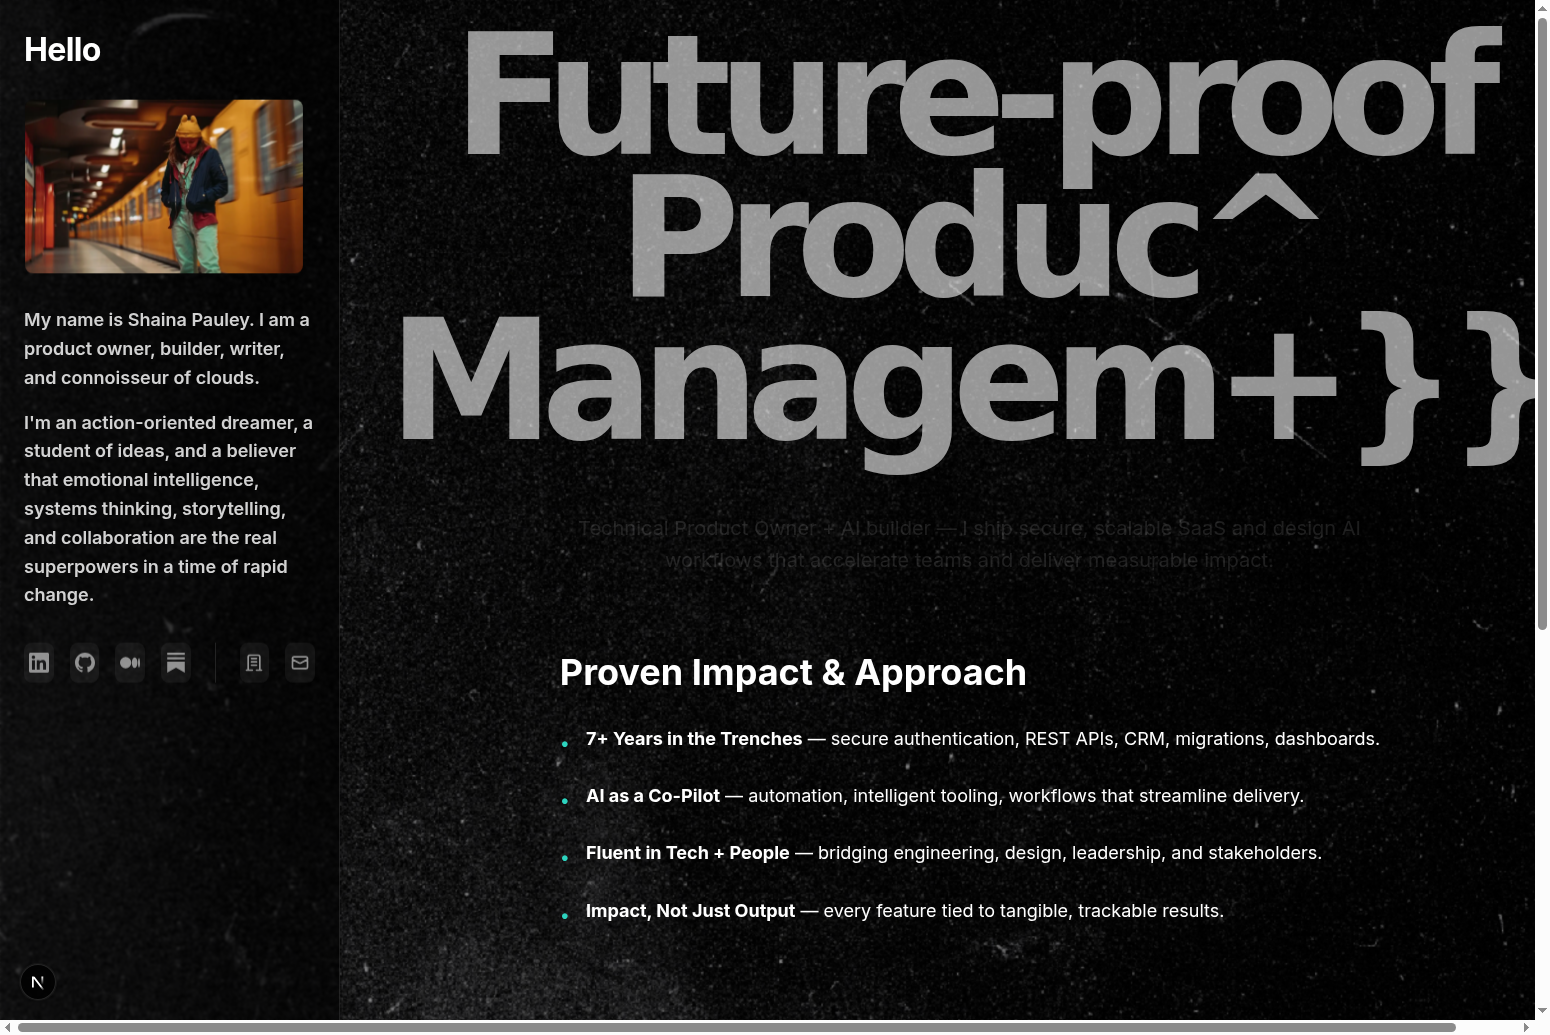 Hello
My name is Shaina Pauley. I am a
product owner, builder, writer,
and connoisseur of clouds.
I'm an action-oriented dreamer, a
student of ideas, and a believer
that emotional intelligence,
systems thinking, storytelling,
and collaboration are the real
superpowers in a time of rapid
change.
in
N
Future-proof
Produc^
Managem+}}
Technical Product Owner + AI builder — I ship secure, scalable SaaS and design AI
workflows that accelerate teams and deliver measurable impact.
Proven Impact & Approach
• 7+ Years in the Trenches — secure authentication, REST APIs, CRM, migrations, dashboards.
• AI as a Co-Pilot — automation, intelligent tooling, workflows that streamline delivery.
• Fluent in Tech + People — bridging engineering, design, leadership, and stakeholders.
• Impact, Not Just Output — every feature tied to tangible, trackable results.